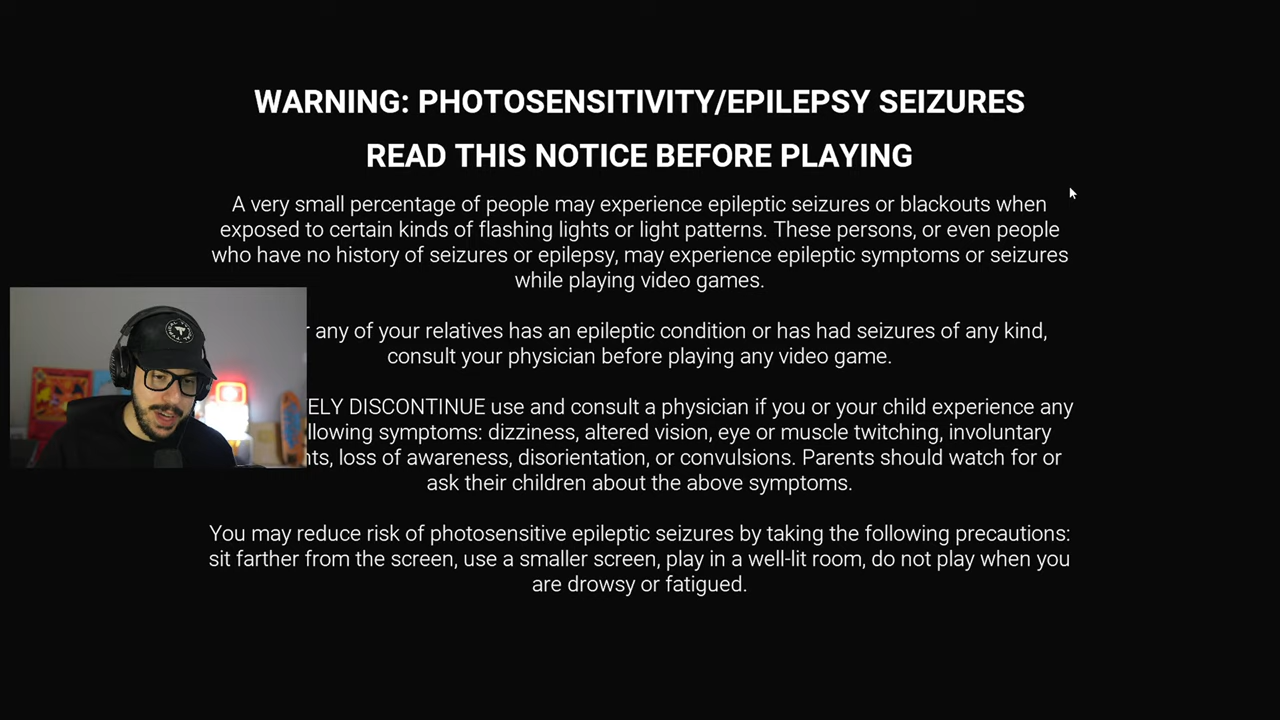 WARNING: PHOTOSENSITIVITY/EPILEPSY SEIZURES
READ THIS NOTICE BEFORE PLAYING
A very small percentage of people may experience epileptic seizures or blackouts when
exposed to certain kinds of flashing lights or light patterns. These persons, or even people
who have no history of seizures or epilepsy, may experience epileptic symptoms or seizures
while playing video games.
any of your relatives has an epileptic condition or has had seizures of any kind,
consult your physician before playing any video game.
ELY DISCONTINUE use and consult a physician if you or your child experience any
llowing symptoms: dizziness, altered vision, eye or muscle twitching, involuntary
nts, loss of awareness, disorientation, or convulsions. Parents should watch for or
ask their children about the above symptoms.
You may reduce risk of photosensitive epileptic seizures by taking the following precautions:
sit farther from the screen, use a smaller screen, play in a well-lit room, do not play when you
are drowsy or fatigued.